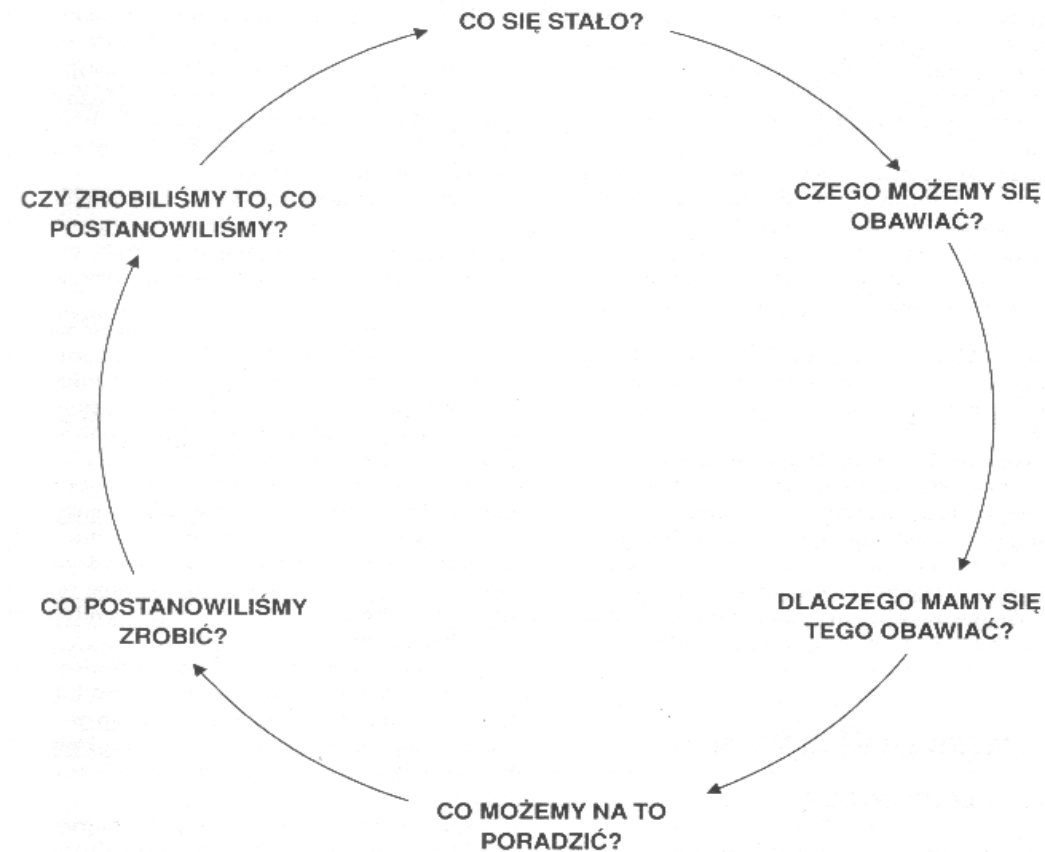 CO SIĘ STAŁO?
CZEGO MOŻEMY SIĘ
OBAWIAĆ?
DLACZEGO MAMY SIĘ
TEGO OBAWIAĆ?
CO MOŻEMY NA TO
PORADZIĆ?
CO POSTANOWILIŚMY
ZROBIĆ?
CZY ZROBILIŚMY TO, CO
POSTANOWILIŚMY?